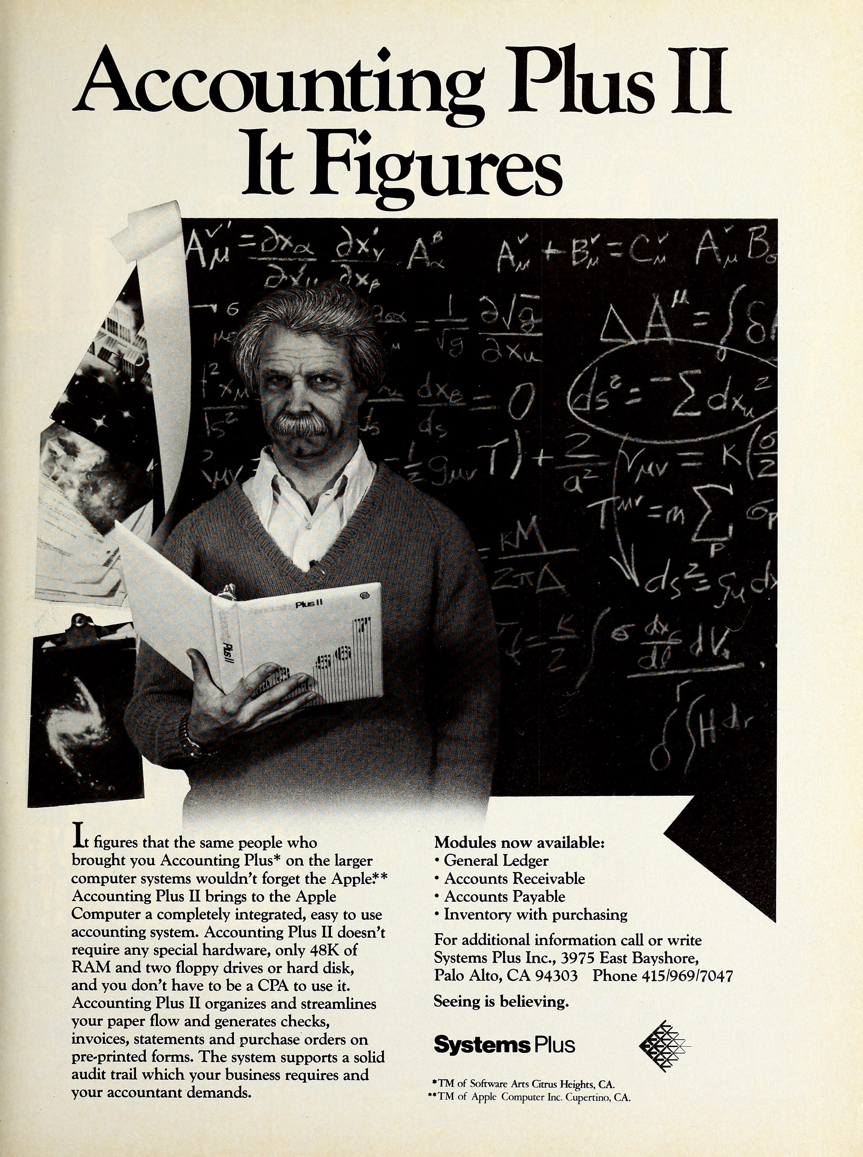 Accounting Plus II
It Figures
ΔA^μ = ∫δ
ds² = -Σ dx_μ²
= 0
Plus II
Plus II
5 6 7
It figures that the same people who
brought you Accounting Plus* on the larger
computer systems wouldn't forget the Apple.**
Accounting Plus II brings to the Apple
Computer a completely integrated, easy to use
accounting system. Accounting Plus II doesn't
require any special hardware, only 48K of
RAM and two floppy drives or hard disk,
and you don't have to be a CPA to use it.
Accounting Plus II organizes and streamlines
your paper flow and generates checks,
invoices, statements and purchase orders on
pre-printed forms. The system supports a solid
audit trail which your business requires and
your accountant demands.
Modules now available:
• General Ledger
• Accounts Receivable
• Accounts Payable
• Inventory with purchasing
For additional information call or write
Systems Plus Inc., 3975 East Bayshore,
Palo Alto, CA 94303 Phone 415/969/7047
Seeing is believing.
Systems Plus
*TM of Software Arts Citrus Heights, CA.
**TM of Apple Computer Inc. Cupertino, CA.